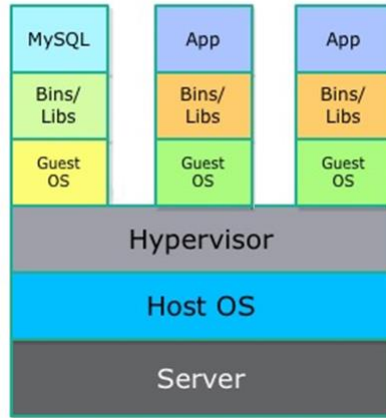 MySQL
App
App
Bins/
Libs
Bins/
Libs
Bins/
Libs
Guest
OS
Guest
OS
Guest
OS
Hypervisor
Host OS
Server